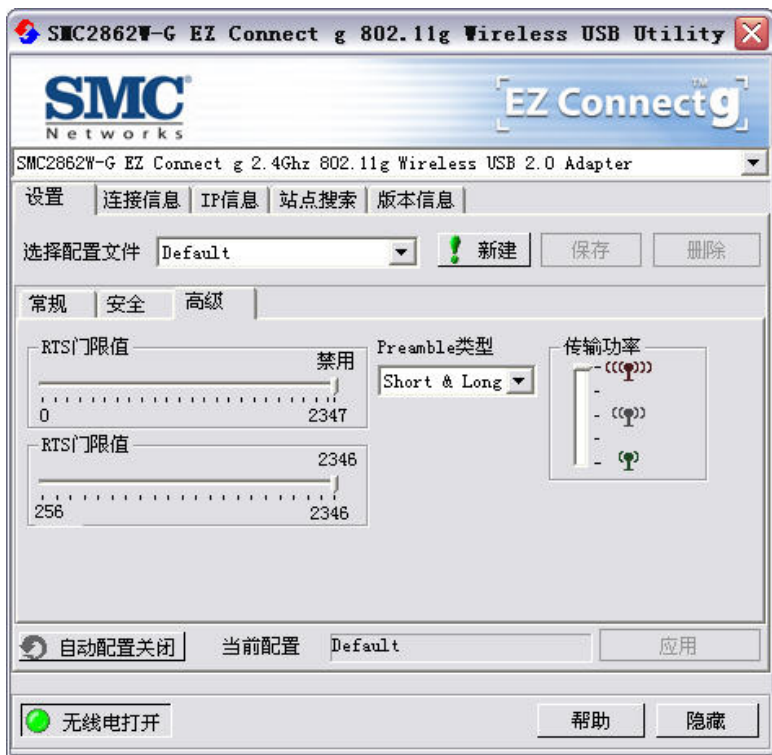 SMC2862W-G EZ Connect g 802.11g Wireless USB Utility
SMC
Networks
EZ Connect™ g
SMC2862W-G EZ Connect g 2.4Ghz 802.11g Wireless USB 2.0 Adapter
设置 连接信息 IP信息 站点搜索 版本信息
选择配置文件 Default 新建 保存 删除
常规 安全 高级
RTS门限值
禁用
0 2347
RTS门限值
2346
256 2346
Preamble类型
Short & Long
传输功率
自动配置关闭 当前配置 Default 应用
无线电打开 帮助 隐藏